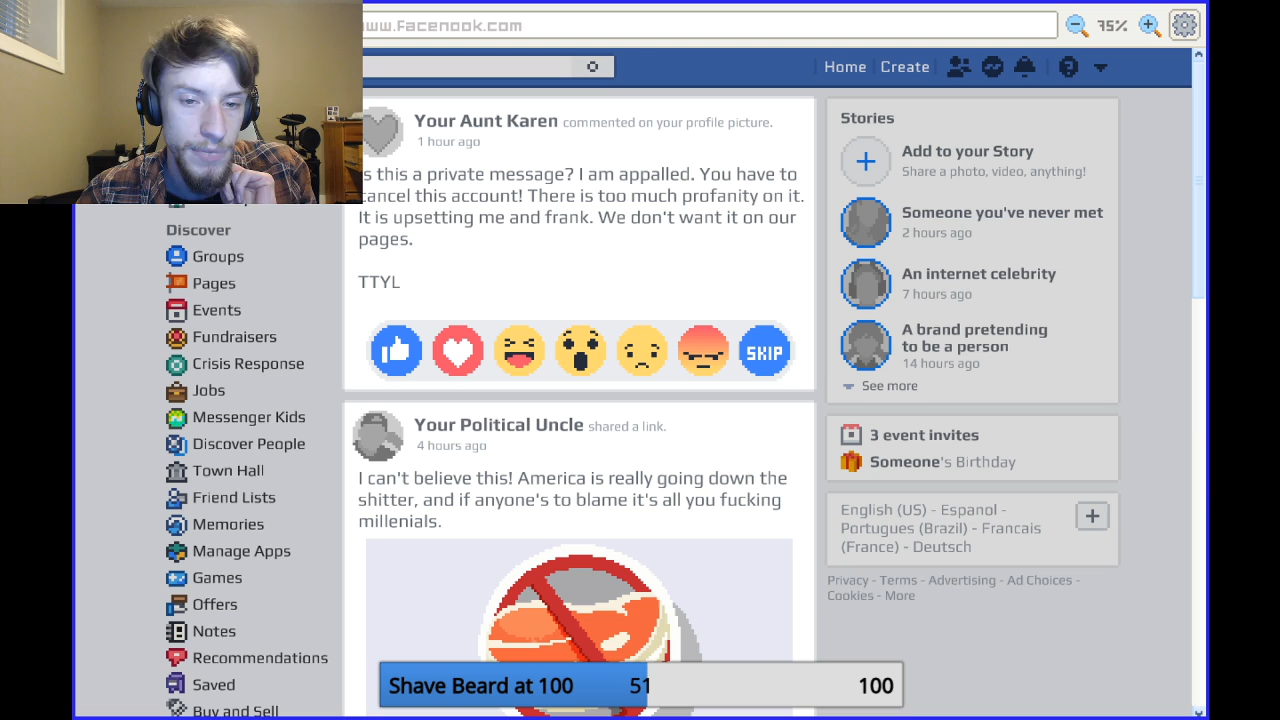 www.facenook.com
75%
Home
Create
Your Aunt Karen commented on your profile picture.
1 hour ago
s this a private message? I am appalled. You have to
cancel this account! There is too much profanity on it.
It is upsetting me and frank. We don't want it on our
pages.
TTYL
SKIP
Your Political Uncle shared a link.
4 hours ago
I can't believe this! America is really going down the
shitter, and if anyone's to blame it's all you fucking
millenials.
Discover
Groups
Pages
Events
Fundraisers
Crisis Response
Jobs
Messenger Kids
Discover People
Town Hall
Friend Lists
Memories
Manage Apps
Games
Offers
Notes
Recommendations
Saved
Buy and Sell
Stories
Add to your Story
Share a photo, video, anything!
Someone you've never met
2 hours ago
An internet celebrity
7 hours ago
A brand pretending
to be a person
14 hours ago
See more
3 event invites
Someone's Birthday
English (US) - Espanol -
Portugues (Brazil) - Francais
(France) - Deutsch
Privacy - Terms - Advertising - Ad Choices -
Cookies - More
Shave Beard at 100 51 100